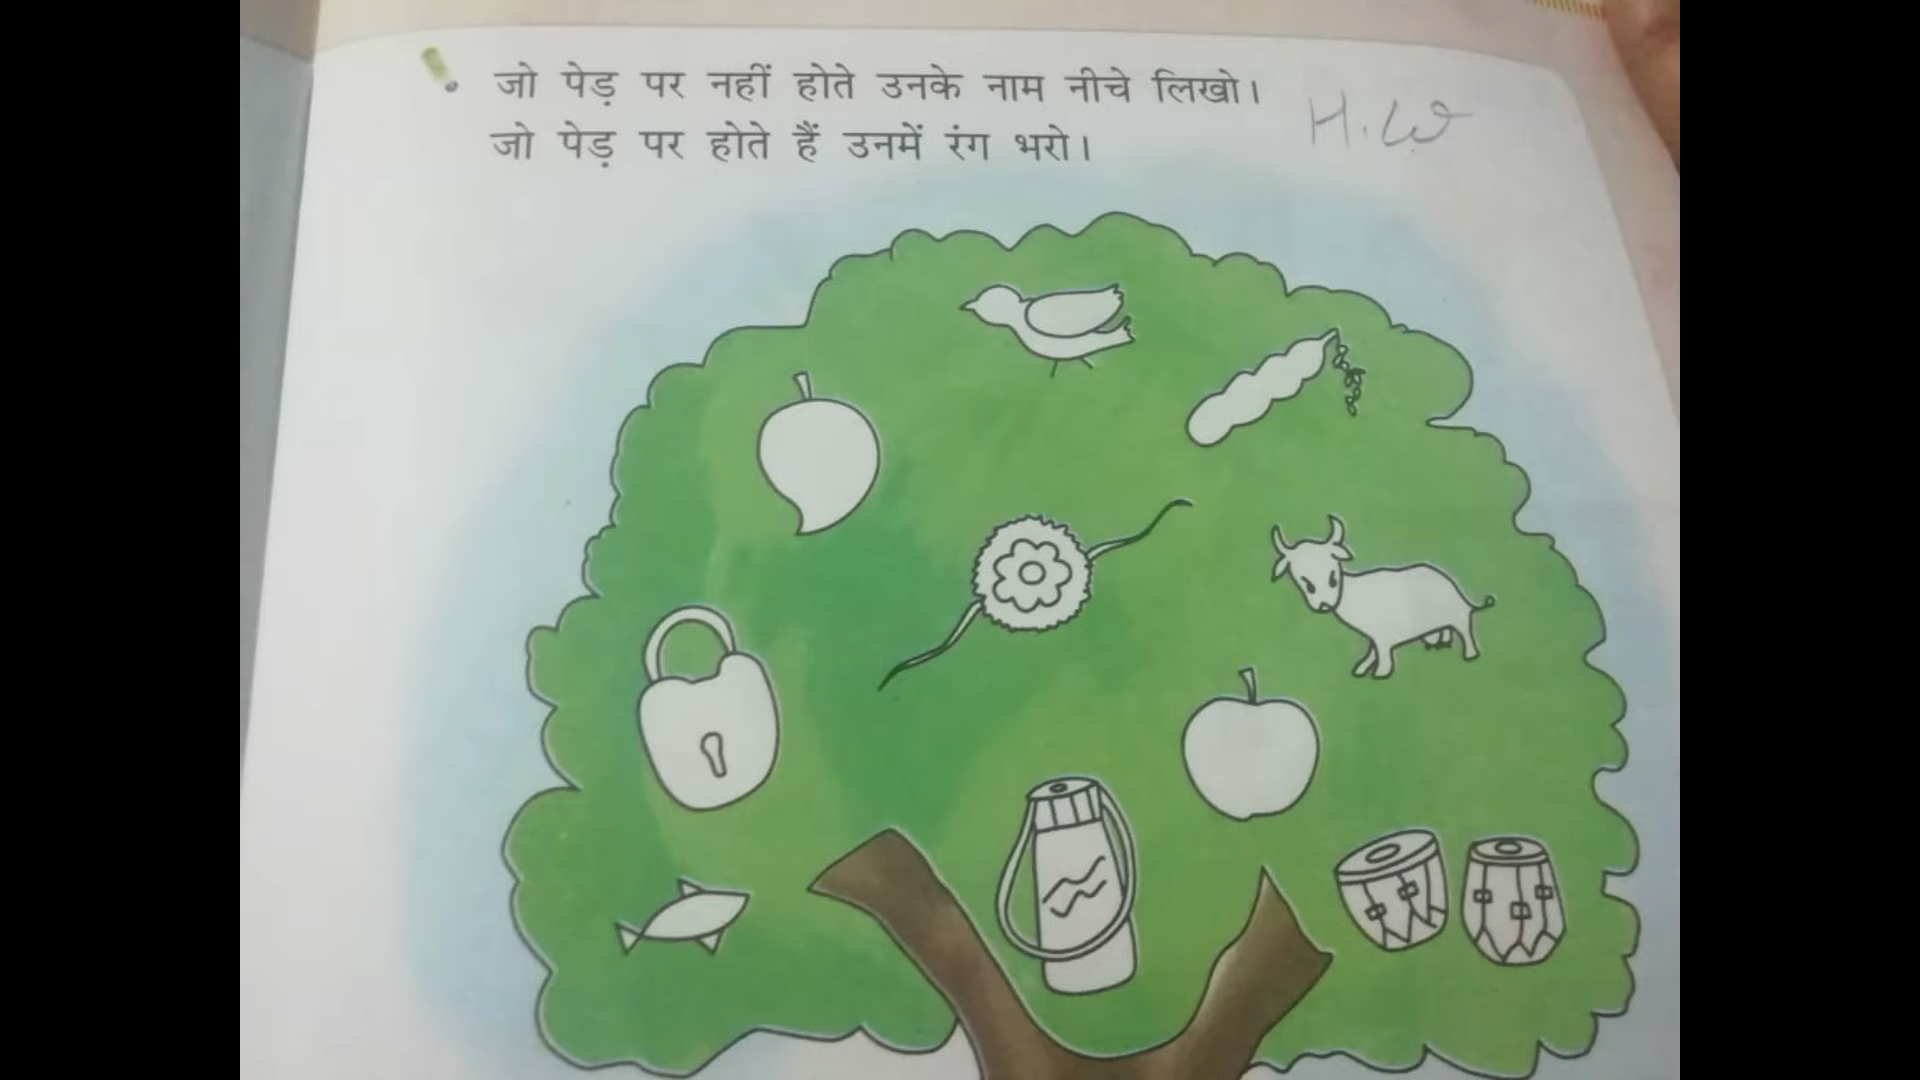 जो पेड़ पर नहीं होते उनके नाम नीचे लिखो।
जो पेड़ पर होते हैं उनमें रंग भरो।
H.W